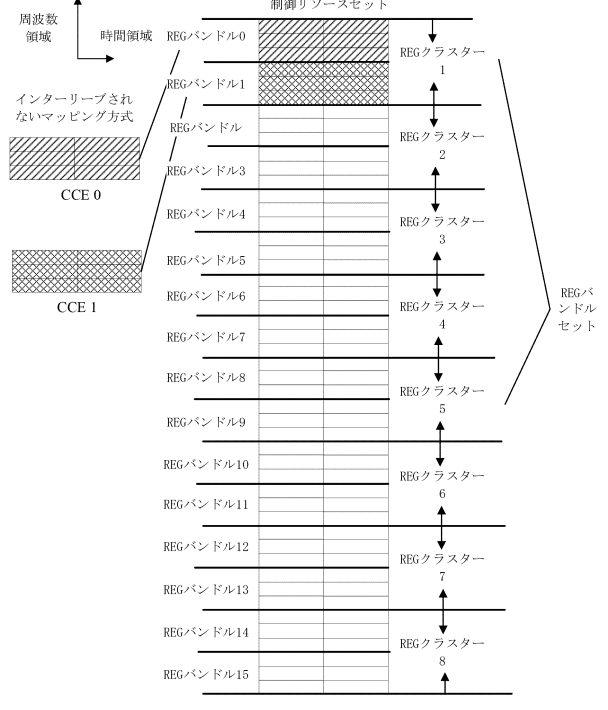 制御リソースセット
周波数
領域
時間領域
インターリーブされ
ないマッピング方式
CCE 0
CCE 1
REGバンドル0
REGバンドル1
REGバンドル
REGバンドル3
REGバンドル4
REGバンドル5
REGバンドル6
REGバンドル7
REGバンドル8
REGバンドル9
REGバンドル10
REGバンドル11
REGバンドル12
REGバンドル13
REGバンドル14
REGバンドル15
REGクラスター
1
REGクラスター
2
REGクラスター
3
REGクラスター
4
REGクラスター
5
REGクラスター
6
REGクラスター
7
REGクラスター
8
REGバ
ンドル
セット